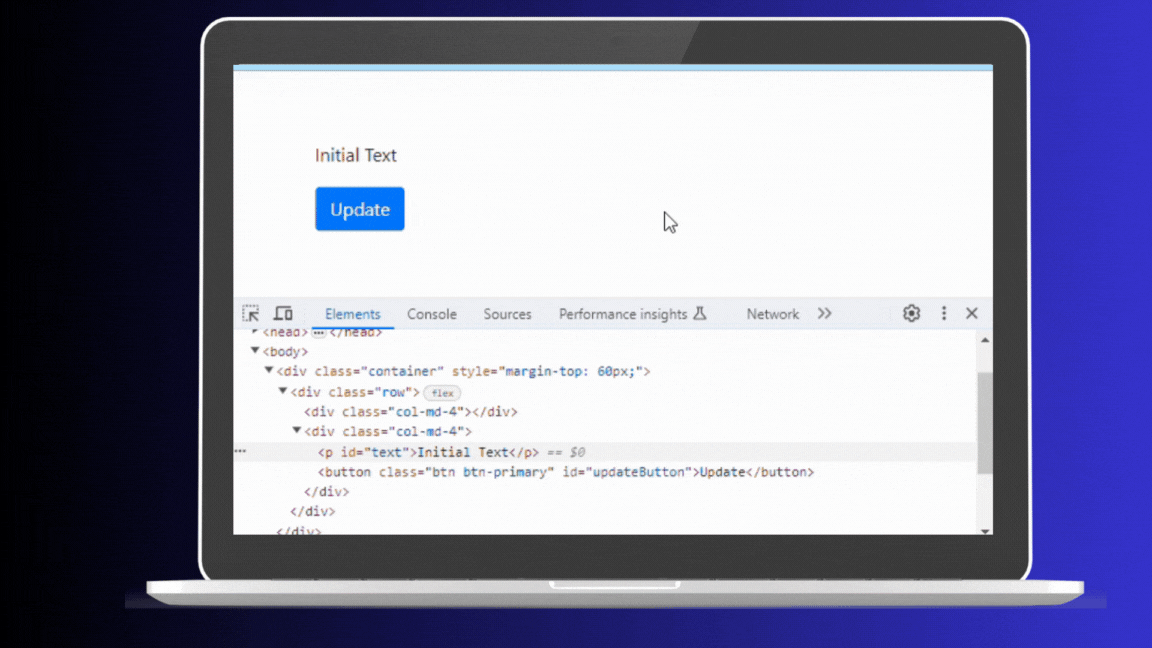 Initial Text
Update
Elements Console Sources Performance insights Network
<head> … </head>
<body>
<div class="container" style="margin-top: 60px;">
<div class="row"> flex
<div class="col-md-4"></div>
<div class="col-md-4">
<p id="text">Initial Text</p> == $0
<button class="btn btn-primary" id="updateButton">Update</button>
</div>
</div>
</div>